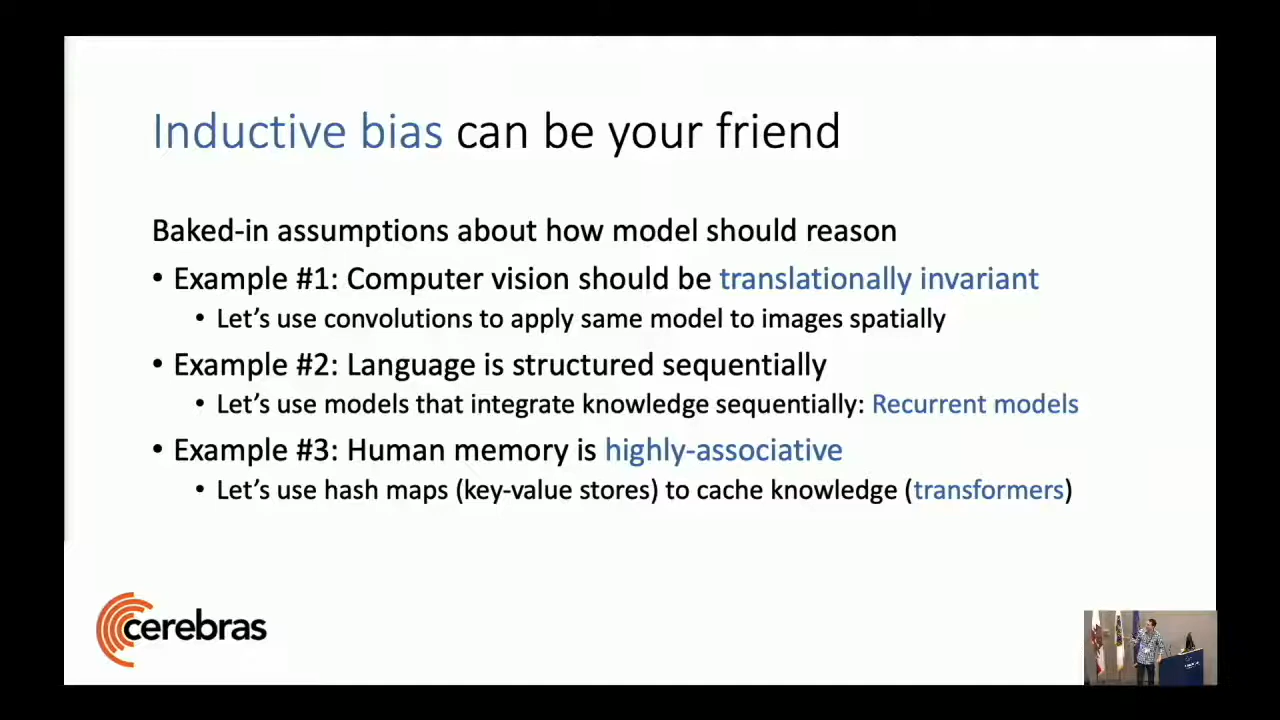 Inductive bias can be your friend
Baked-in assumptions about how model should reason
• Example #1: Computer vision should be translationally invariant
• Let’s use convolutions to apply same model to images spatially
• Example #2: Language is structured sequentially
• Let’s use models that integrate knowledge sequentially: Recurrent models
• Example #3: Human memory is highly-associative
• Let’s use hash maps (key-value stores) to cache knowledge (transformers)
cerebras